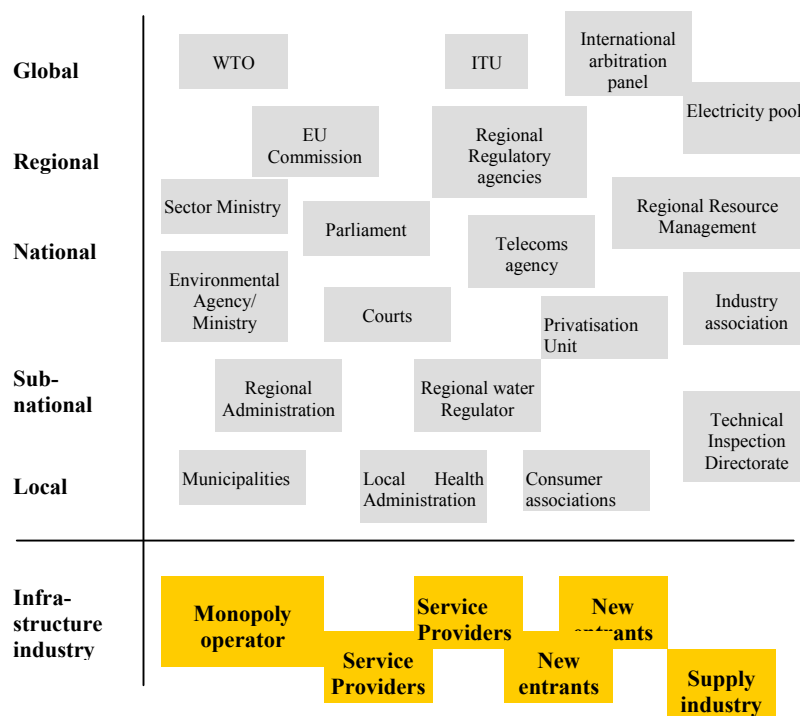 Global
WTO
ITU
International
arbitration
panel
Electricity pool
Regional
EU
Commission
Regional
Regulatory
agencies
Sector Ministry
Parliament
Regional Resource
Management
National
Telecoms
agency
Environmental
Agency/
Ministry
Courts
Privatisation
Unit
Industry
association
Sub-
national
Regional
Administration
Regional water
Regulator
Technical
Inspection
Directorate
Local
Municipalities
Local Health
Administration
Consumer
associations
Infra-
structure
industry
Monopoly
operator
Service
Providers
New
entrants
Service
Providers
New
entrants
Supply
industry